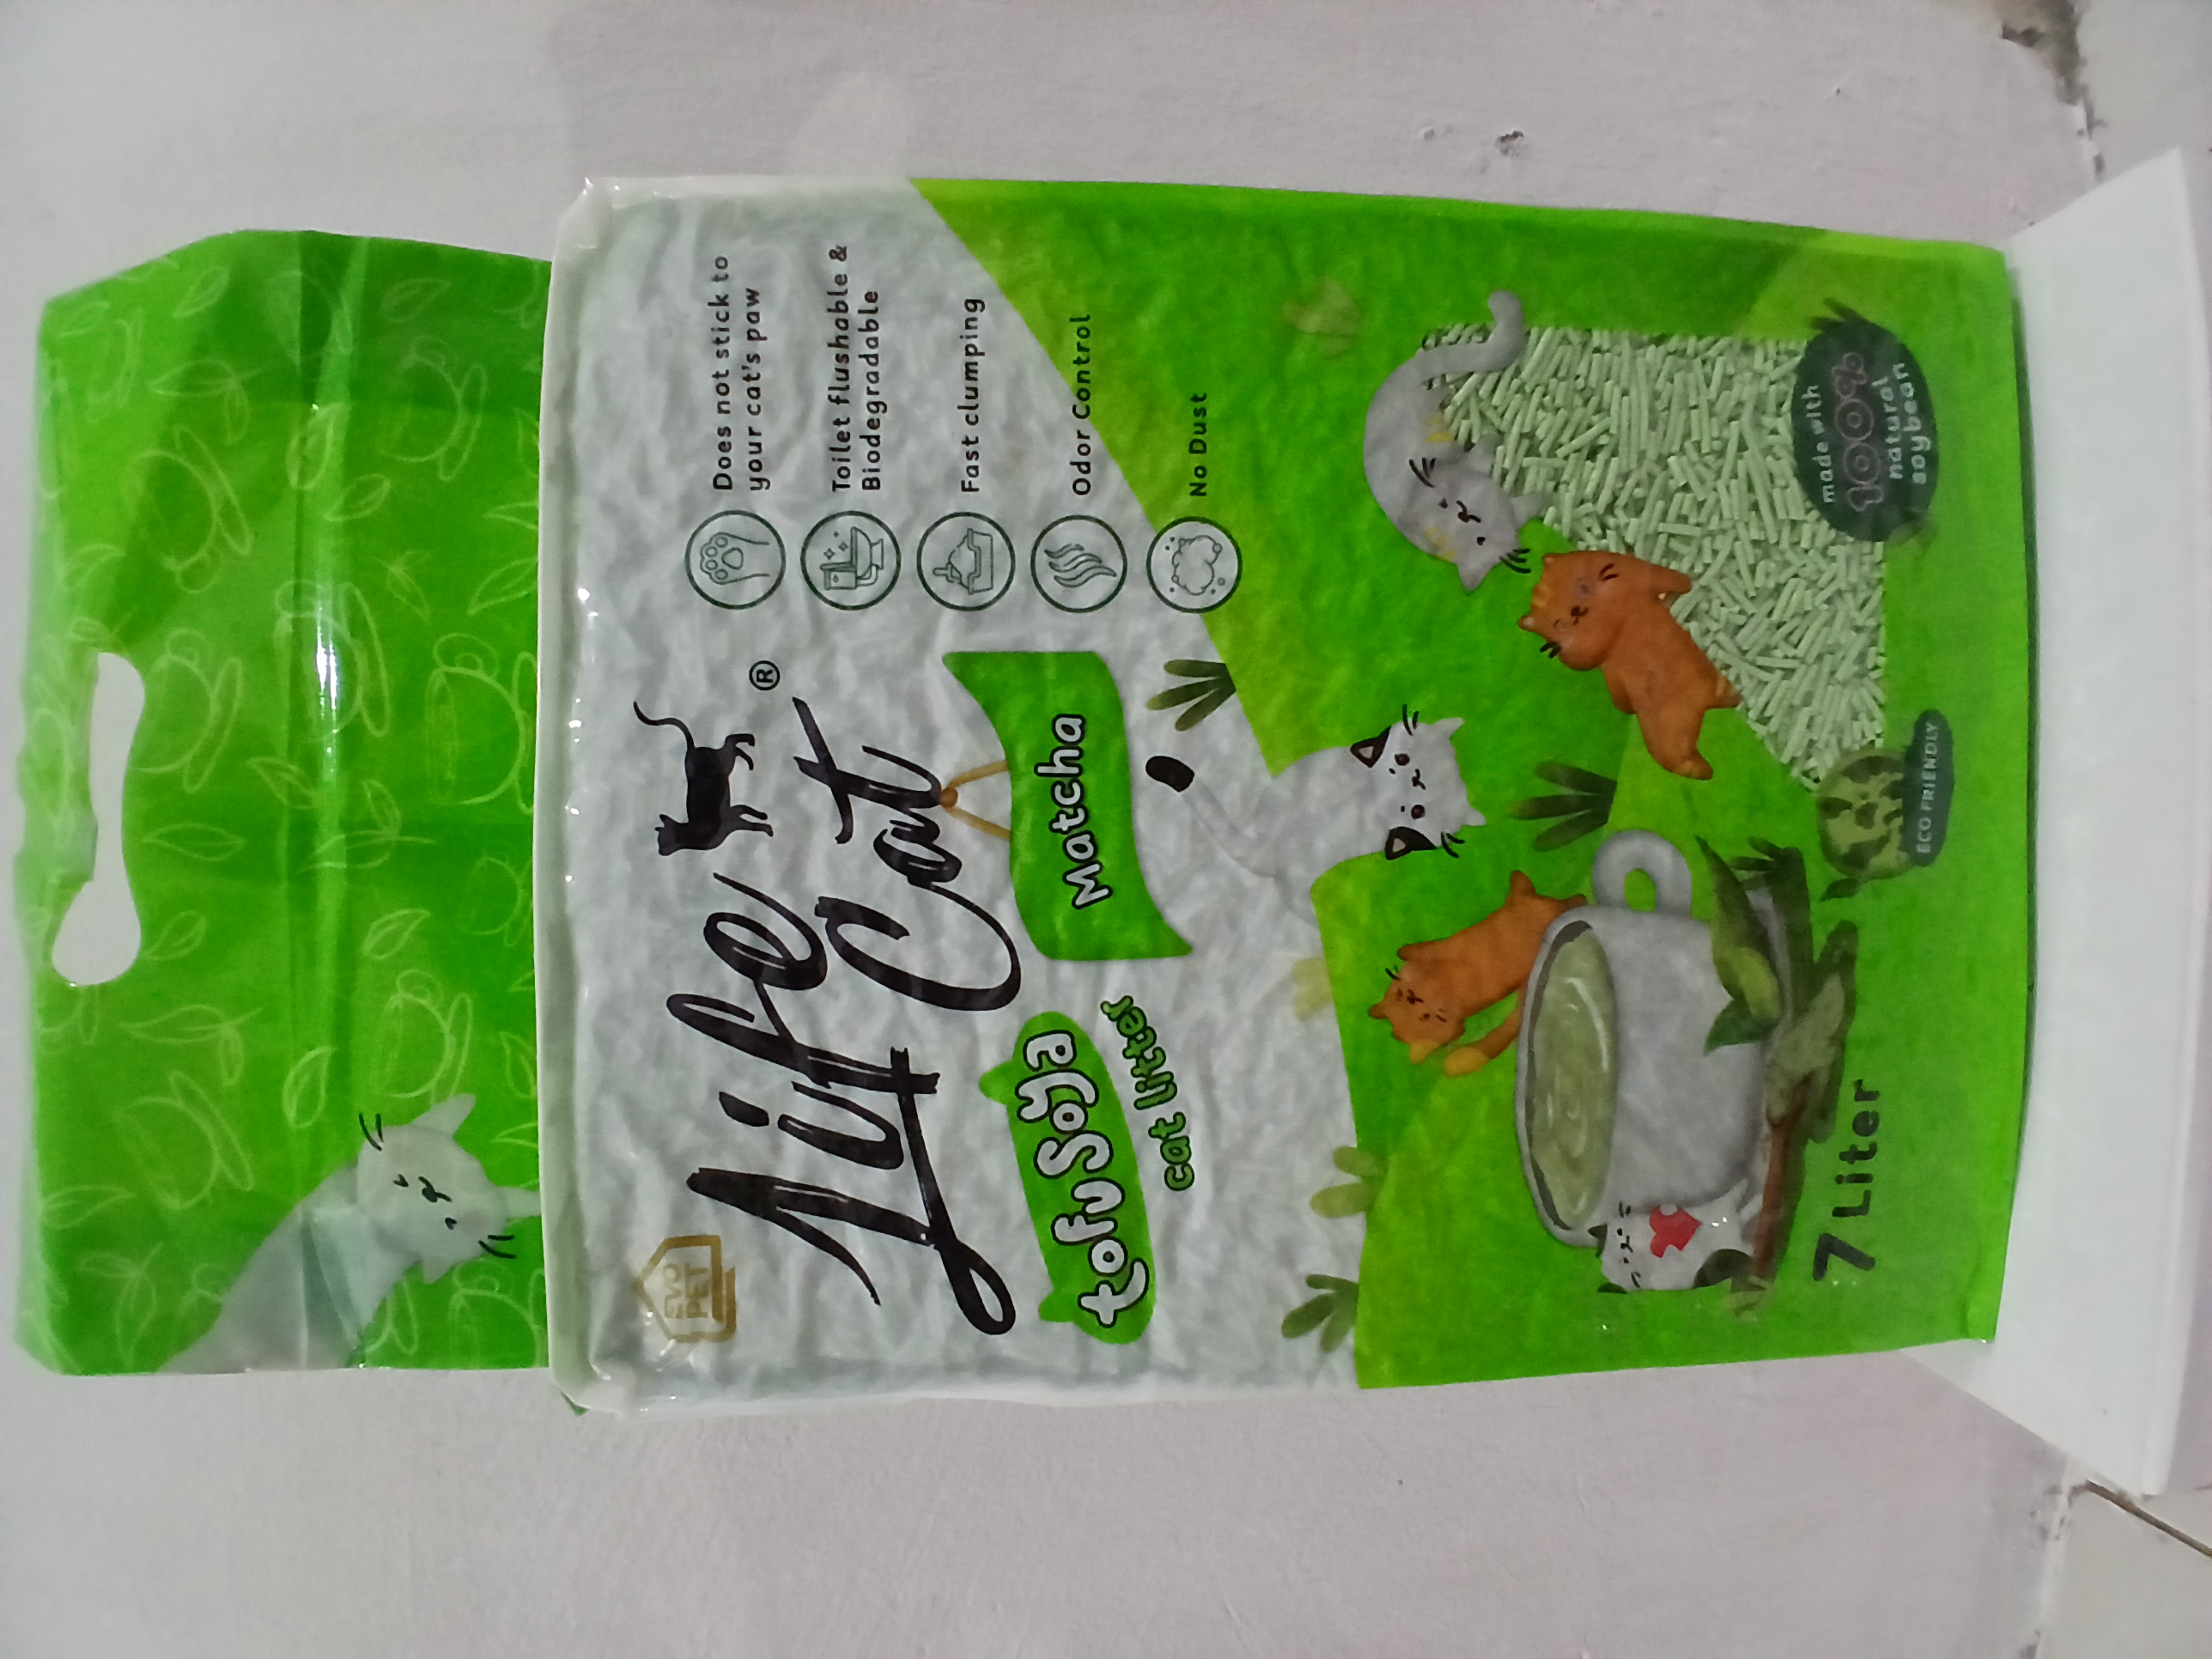 EVO
PET
Life
Cat
®
tofu soya
cat litter
Matcha
Does not stick to
your cat's paw
Toilet flushable &
Biodegradable
Fast clumping
Odor Control
No Dust
7 Liter
ECO FRIENDLY
made with
100%
natural
soybean